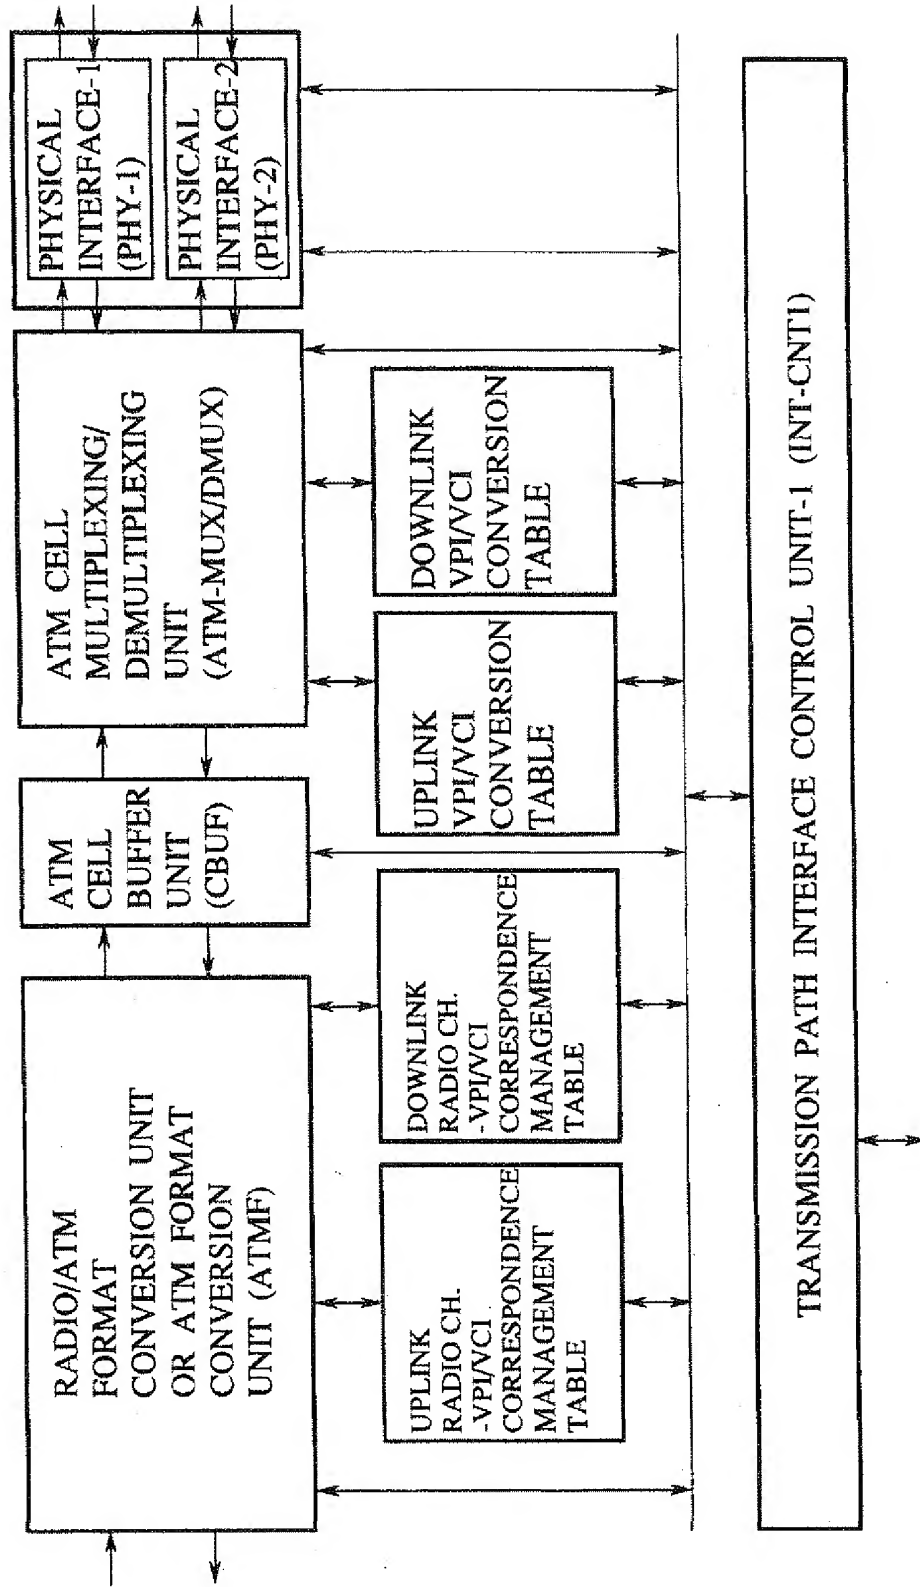 RADIO/ATM
FORMAT
CONVERSION UNIT
OR ATM FORMAT
CONVERSION
UNIT (ATMF)
ATM
CELL
BUFFER
UNIT
(CBUF)
ATM CELL
MULTIPLEXING/
DEMULTIPLEXING
UNIT
(ATM-MUX/DMUX)
PHYSICAL
INTERFACE-1
(PHY-1)
PHYSICAL
INTERFACE-2
(PHY-2)
UPLINK
RADIO CH.
-VPI/VCI
CORRESPONDENCE
MANAGEMENT
TABLE
DOWNLINK
RADIO CH.
-VPI/VCI
CORRESPONDENCE
MANAGEMENT
TABLE
UPLINK
VPI/VCI
CONVERSION
TABLE
DOWNLINK
VPI/VCI
CONVERSION
TABLE
TRANSMISSION PATH INTERFACE CONTROL UNIT-1 (INT-CNT1)